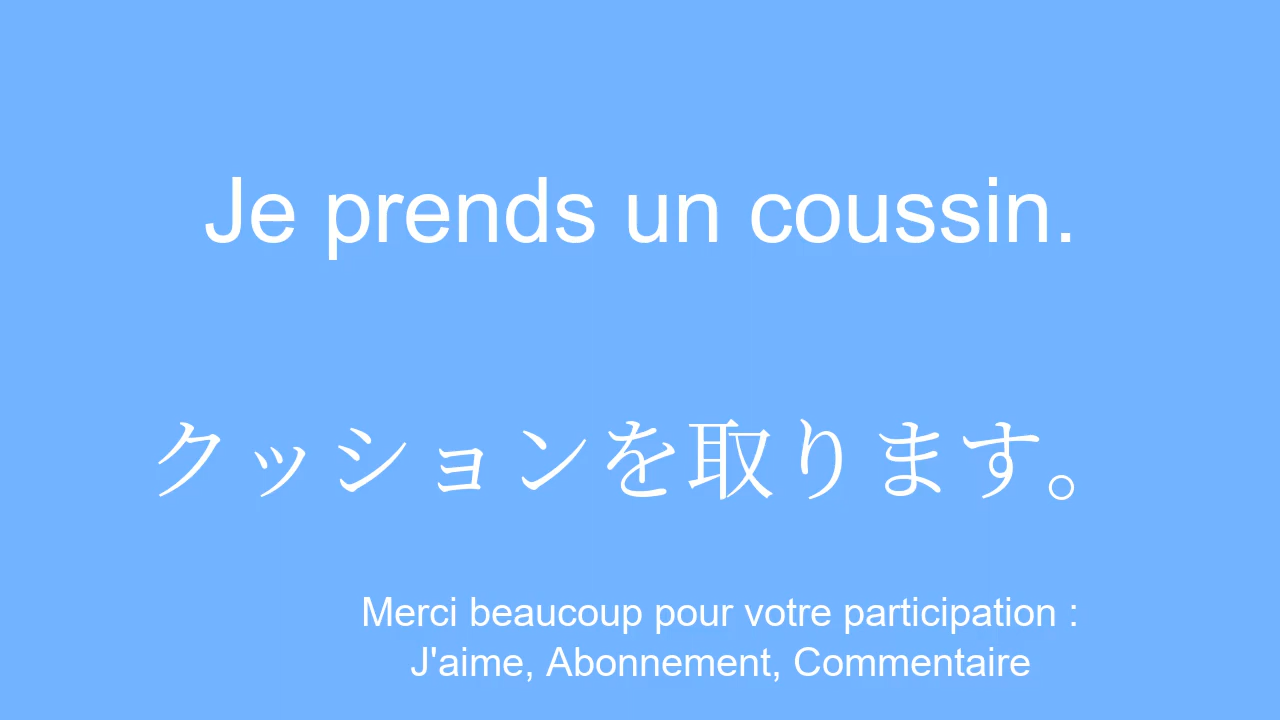 Je prends un coussin.
クッションを取ります。
Merci beaucoup pour votre participation :
J'aime, Abonnement, Commentaire